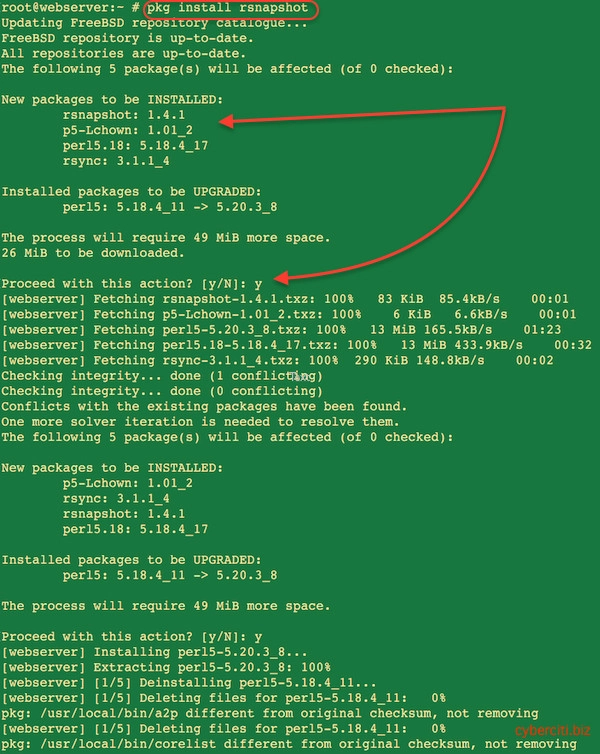 root@webserver:~ # pkg install rsnapshot
Updating FreeBSD repository catalogue...
FreeBSD repository is up-to-date.
All repositories are up-to-date.
The following 5 package(s) will be affected (of 0 checked):
New packages to be INSTALLED:
rsnapshot: 1.4.1
p5-Lchown: 1.01_2
perl5.18: 5.18.4_17
rsync: 3.1.1_4
Installed packages to be UPGRADED:
perl5: 5.18.4_11 -> 5.20.3_8
The process will require 49 MiB more space.
26 MiB to be downloaded.
Proceed with this action? [y/N]: y
[webserver] Fetching rsnapshot-1.4.1.txz: 100%   83 KiB  85.4kB/s    00:01
[webserver] Fetching p5-Lchown-1.01_2.txz: 100%    6 KiB   6.6kB/s    00:01
[webserver] Fetching perl5-5.20.3_8.txz: 100%   13 MiB 165.5kB/s    01:23
[webserver] Fetching perl5.18-5.18.4_17.txz: 100%   13 MiB 433.9kB/s    00:32
[webserver] Fetching rsync-3.1.1_4.txz: 100%  290 KiB 148.8kB/s    00:02
Checking integrity... done (1 conflicting)
Checking integrity... done (0 conflicting)
Conflicts with the existing packages have been found.
One more solver iteration is needed to resolve them.
The following 5 package(s) will be affected (of 0 checked):
New packages to be INSTALLED:
p5-Lchown: 1.01_2
rsync: 3.1.1_4
rsnapshot: 1.4.1
perl5.18: 5.18.4_17
Installed packages to be UPGRADED:
perl5: 5.18.4_11 -> 5.20.3_8
The process will require 49 MiB more space.
Proceed with this action? [y/N]: y
[webserver] Installing perl5-5.20.3_8...
[webserver] Extracting perl5-5.20.3_8: 100%
[webserver] [1/5] Deinstalling perl5-5.18.4_11...
[webserver] [1/5] Deleting files for perl5-5.18.4_11:   0%
pkg: /usr/local/bin/a2p different from original checksum, not removing
[webserver] [1/5] Deleting files for perl5-5.18.4_11:   0%
cyberciti.biz
pkg: /usr/local/bin/corelist different from original checksum, not removing